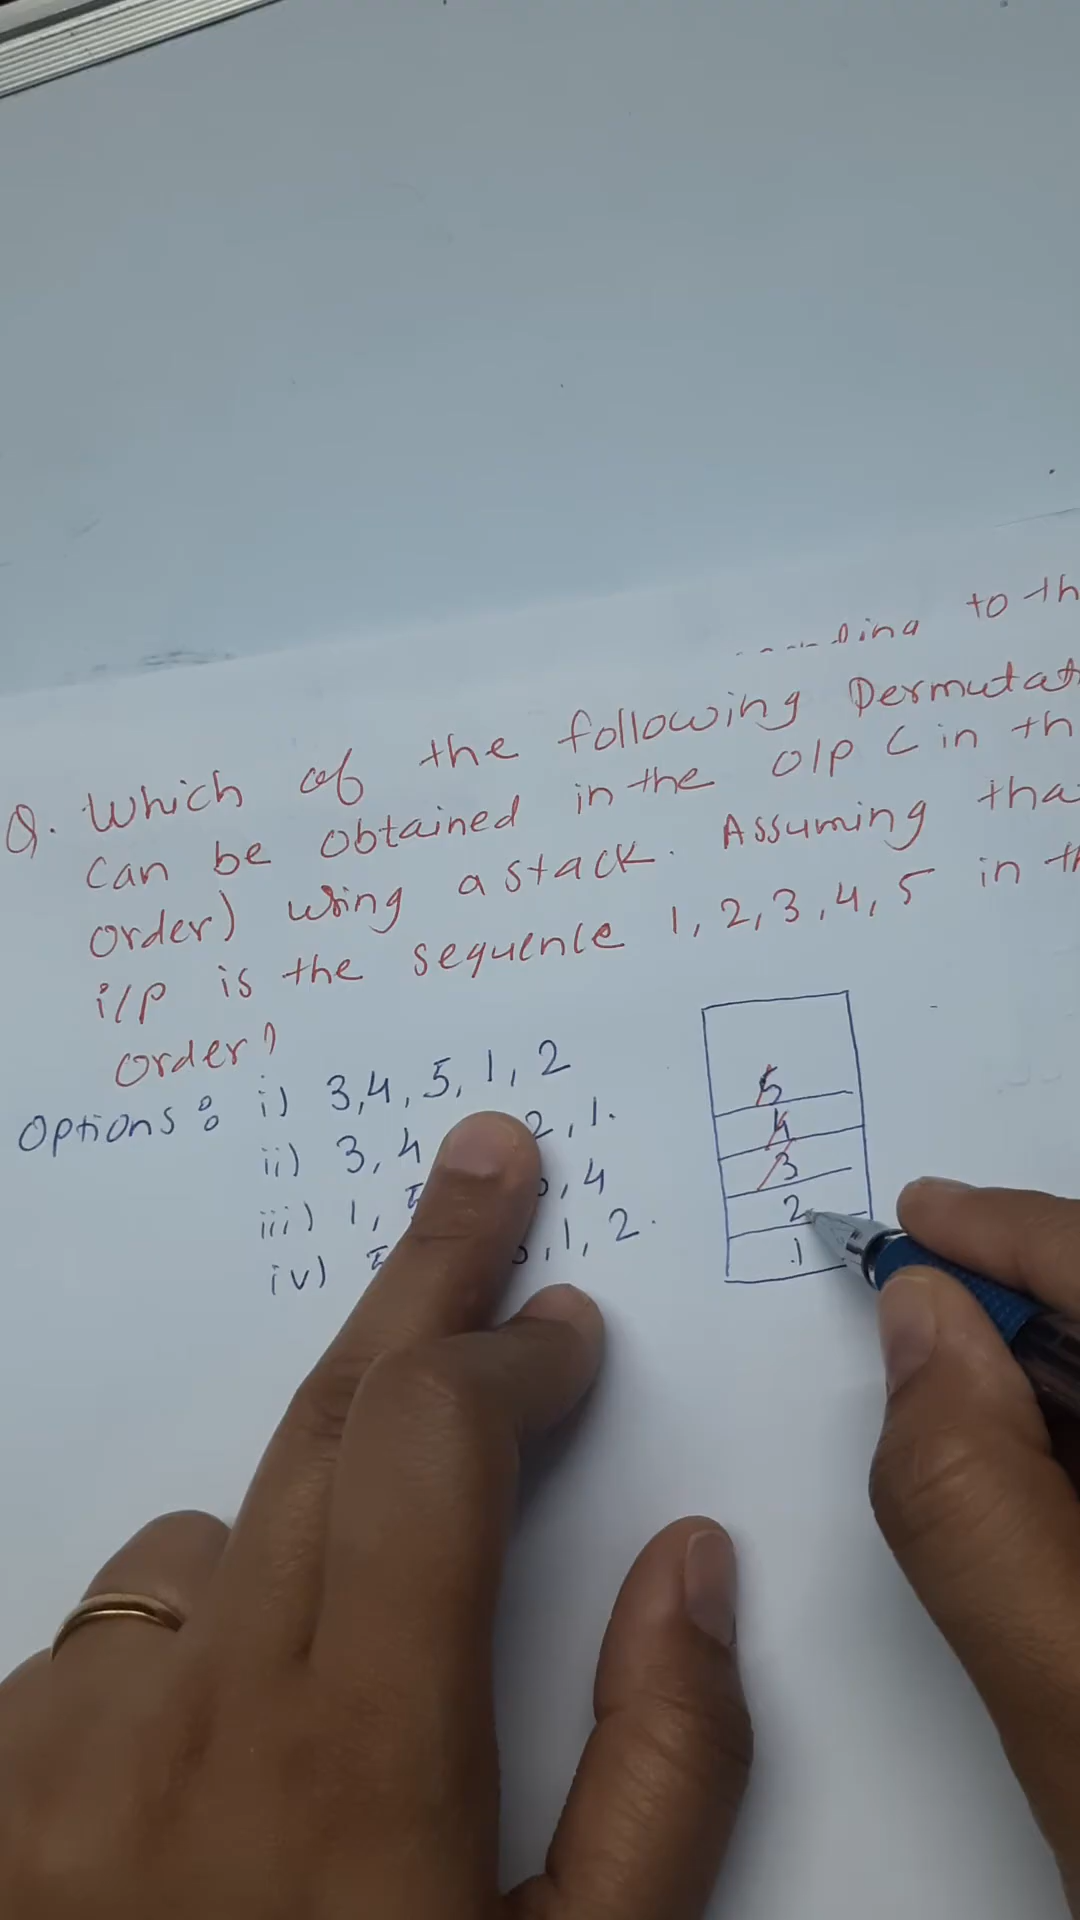 to th
Q. Which of the following Permutat
can be obtained in the O/P C in th
order) using a stack. Assuming tha
i/p is the sequence 1, 2, 3, 4, 5 in th
order?
Options : i) 3,4, 5, 1, 2
ii) 3, 4 2, 1.
iii) 1, , 4
iv) , 1, 2.
5
4
3
2
1